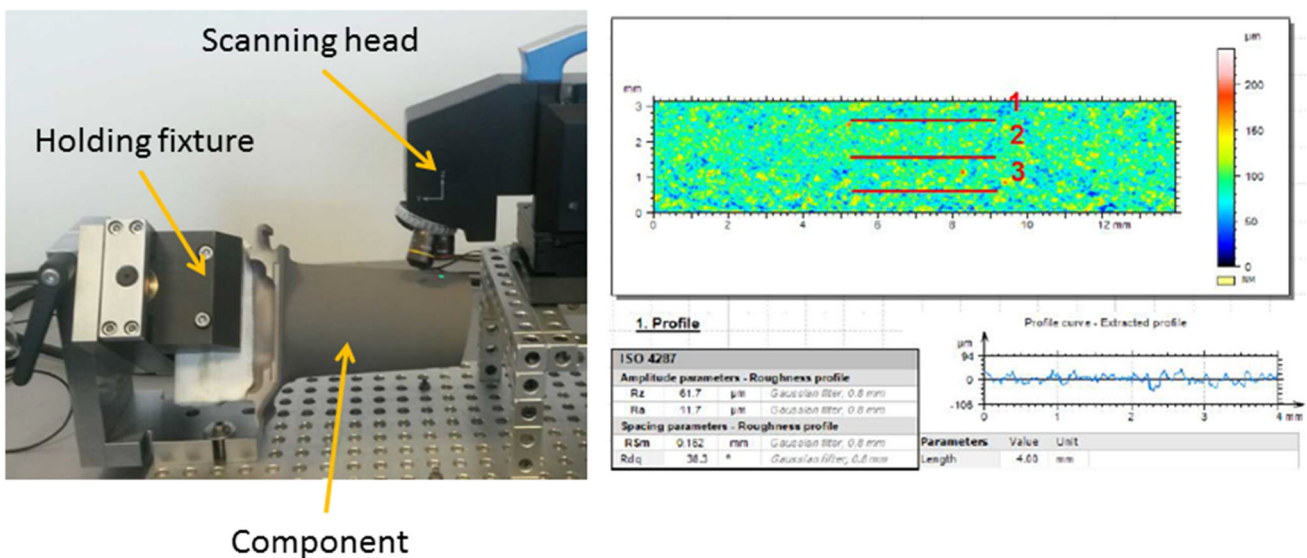 Scanning head
Holding fixture
Component
µm
200
150
100
50
0
NM
mm
3
2
1
0
0 2 4 6 8 10 12 mm
1
2
3
1. Profile
ISO 4287
Amplitude parameters - Roughness profile
Rz 61.7 µm Gaussian filter, 0.8 mm
Ra 11.7 µm Gaussian filter, 0.8 mm
Spacing parameters - Roughness profile
RSm 0.162 mm Gaussian filter, 0.8 mm
Rdq 38.3 ° Gaussian filter, 0.8 mm
Profile curve - Extracted profile
µm
94
0
-106
0 1 2 3 4 mm
Parameters Value Unit
Length 4.00 mm